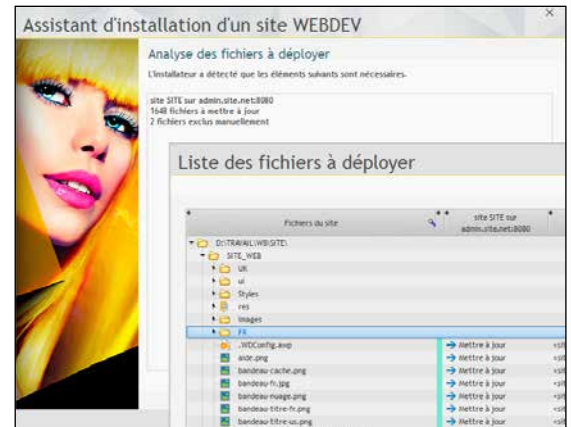 Assistant d'installation d'un site WEBDEV
Analyse des fichiers à déployer
L'installateur a détecté que les éléments suivants sont nécessaires.
site SITE sur admin.site.net:8080
1648 fichiers à mettre à jour
2 fichiers exclus manuellement
Liste des fichiers à déployer
Fichiers du site
site SITE sur
admin.site.net:8080
D:\TRAVAIL\WB\SITE\
SITE_WEB
UK
ui
Styles
res
Images
FR
.WDConfig.awp Mettre à jour
aide.png Mettre à jour
bandeau-cache.png Mettre à jour
bandeau-fr.jpg Mettre à jour
bandeau-nuage.png Mettre à jour
bandeau-titre-fr.png Mettre à jour
bandeau-titre-us.png Mettre à jour